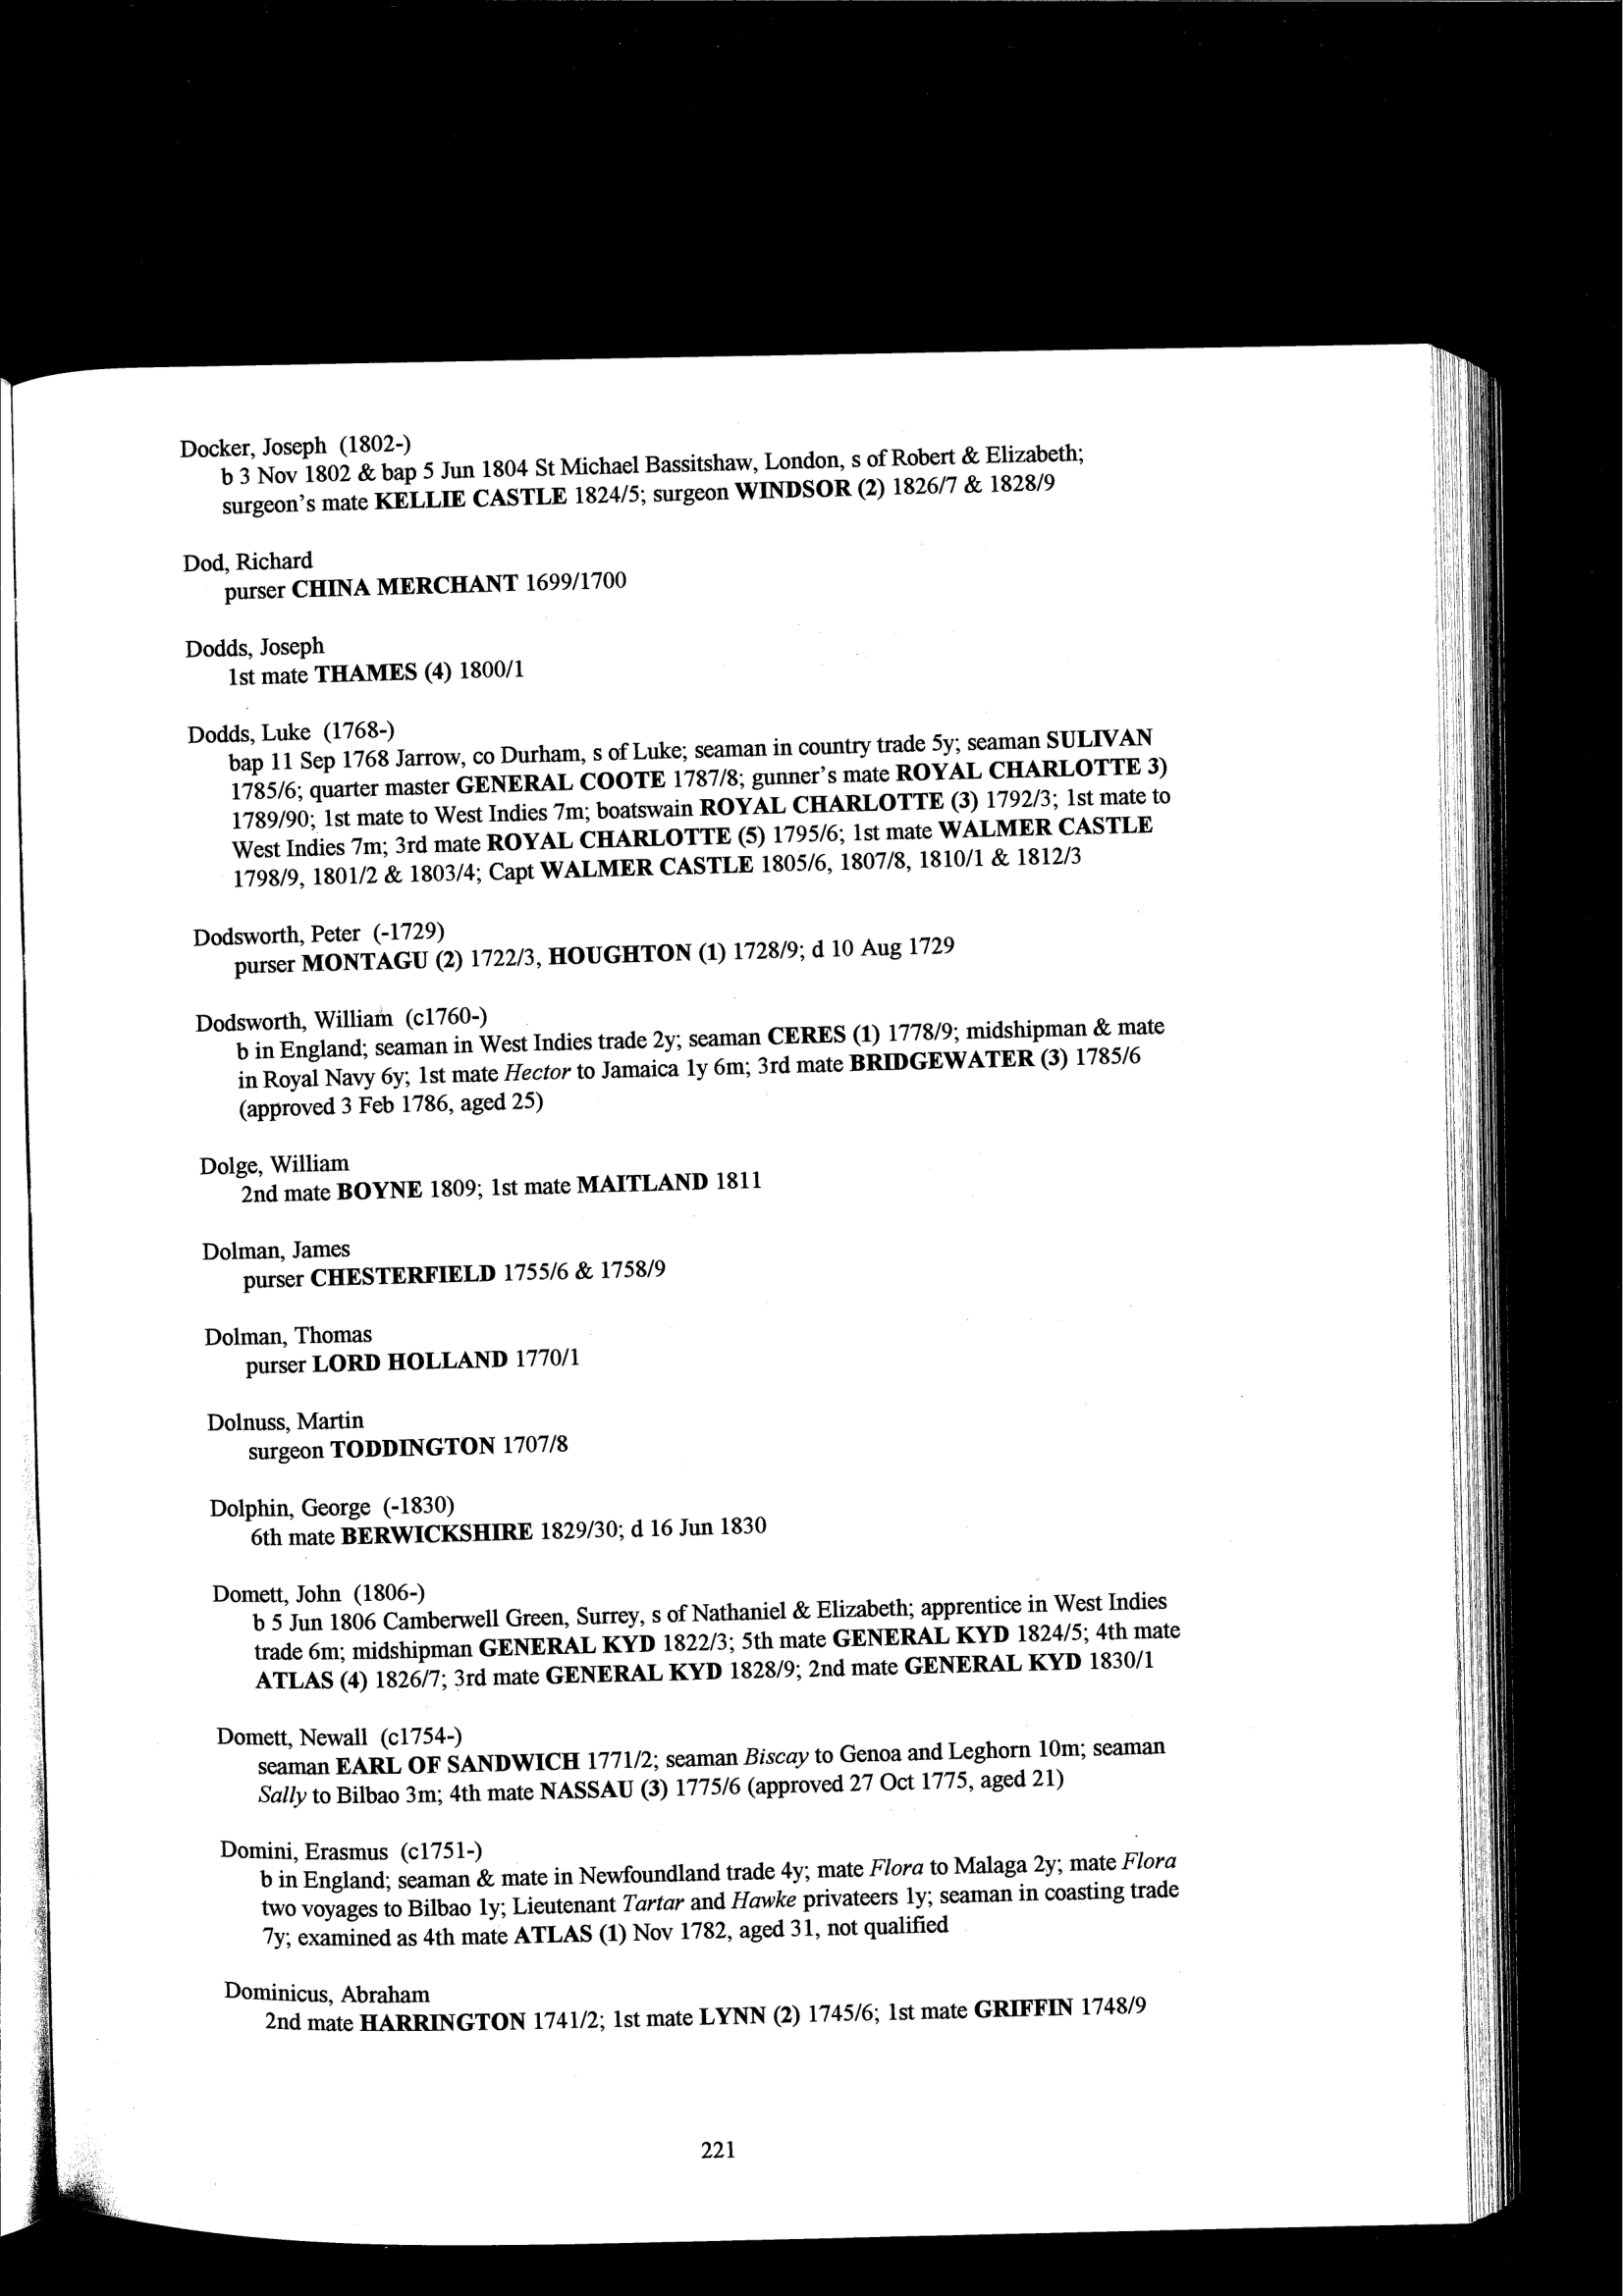 Docker, Joseph (1802-)
b 3 Nov 1802 & bap 5 Jun 1804 St Michael Bassitshaw, London, s of Robert & Elizabeth;
surgeon's mate KELLIE CASTLE 1824/5; surgeon WINDSOR (2) 1826/7 & 1828/9
Dod, Richard
purser CHINA MERCHANT 1699/1700
Dodds, Joseph
1st mate THAMES (4) 1800/1
Dodds, Luke (1768-)
bap 11 Sep 1768 Jarrow, co Durham, s of Luke; seaman in country trade 5y; seaman SULIVAN
1785/6; quarter master GENERAL COOTE 1787/8; gunner's mate ROYAL CHARLOTTE 3)
1789/90; 1st mate to West Indies 7m; boatswain ROYAL CHARLOTTE (3) 1792/3; 1st mate to
West Indies 7m; 3rd mate ROYAL CHARLOTTE (5) 1795/6; 1st mate WALMER CASTLE
1798/9, 1801/2 & 1803/4; Capt WALMER CASTLE 1805/6, 1807/8, 1810/1 & 1812/3
Dodsworth, Peter (-1729)
purser MONTAGU (2) 1722/3, HOUGHTON (1) 1728/9; d 10 Aug 1729
Dodsworth, William (c1760-)
b in England; seaman in West Indies trade 2y; seaman CERES (1) 1778/9; midshipman & mate
in Royal Navy 6y; 1st mate Hector to Jamaica 1y 6m; 3rd mate BRIDGEWATER (3) 1785/6
(approved 3 Feb 1786, aged 25)
Dolge, William
2nd mate BOYNE 1809; 1st mate MAITLAND 1811
Dolman, James
purser CHESTERFIELD 1755/6 & 1758/9
Dolman, Thomas
purser LORD HOLLAND 1770/1
Dolnuss, Martin
surgeon TODDINGTON 1707/8
Dolphin, George (-1830)
6th mate BERWICKSHIRE 1829/30; d 16 Jun 1830
Domett, John (1806-)
b 5 Jun 1806 Camberwell Green, Surrey, s of Nathaniel & Elizabeth; apprentice in West Indies
trade 6m; midshipman GENERAL KYD 1822/3; 5th mate GENERAL KYD 1824/5; 4th mate
ATLAS (4) 1826/7; 3rd mate GENERAL KYD 1828/9; 2nd mate GENERAL KYD 1830/1
Domett, Newall (c1754-)
seaman EARL OF SANDWICH 1771/2; seaman Biscay to Genoa and Leghorn 10m; seaman
Sally to Bilbao 3m; 4th mate NASSAU (3) 1775/6 (approved 27 Oct 1775, aged 21)
Domini, Erasmus (c1751-)
b in England; seaman & mate in Newfoundland trade 4y; mate Flora to Malaga 2y; mate Flora
two voyages to Bilbao 1y; Lieutenant Tartar and Hawke privateers 1y; seaman in coasting trade
7y; examined as 4th mate ATLAS (1) Nov 1782, aged 31, not qualified
Dominicus, Abraham
2nd mate HARRINGTON 1741/2; 1st mate LYNN (2) 1745/6; 1st mate GRIFFIN 1748/9
221